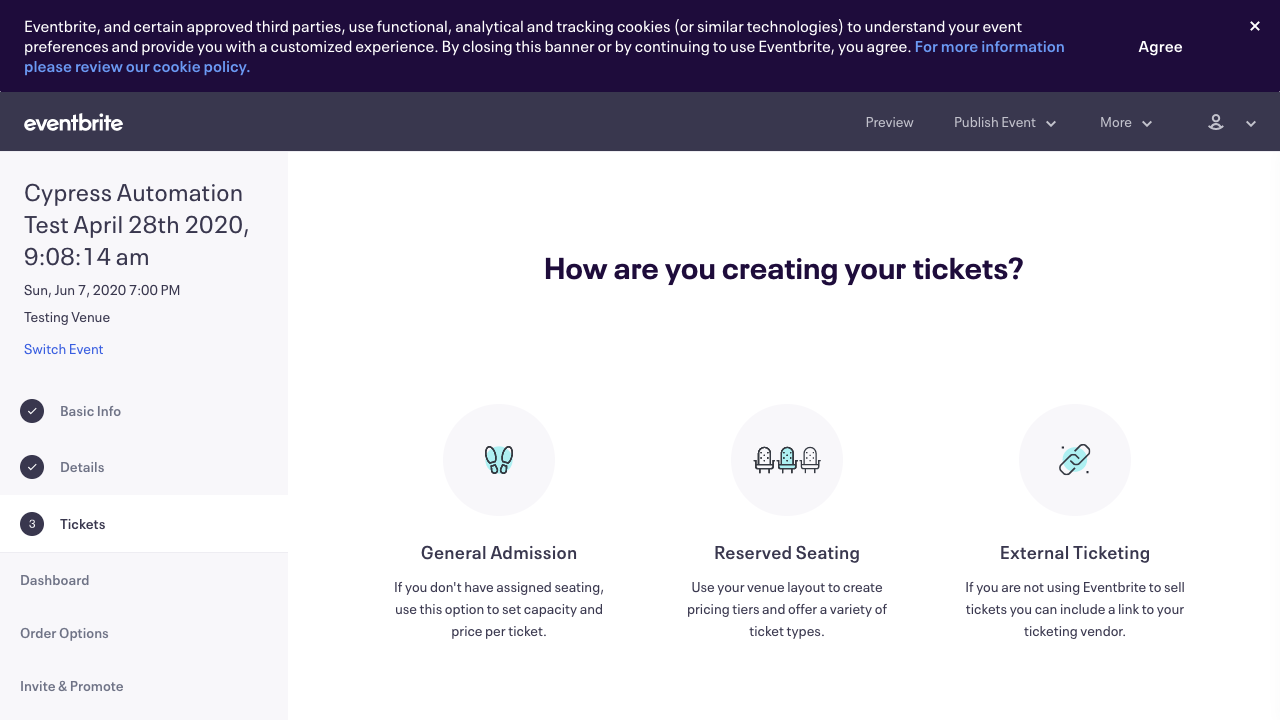 Eventbrite, and certain approved third parties, use functional, analytical and tracking cookies (or similar technologies) to understand your event
preferences and provide you with a customized experience. By closing this banner or by continuing to use Eventbrite, you agree. For more information
please review our cookie policy.
Agree
eventbrite
Preview
Publish Event
More
Cypress Automation
Test April 28th 2020,
9:08:14 am
Sun, Jun 7, 2020 7:00 PM
Testing Venue
Switch Event
Basic Info
Details
3 Tickets
Dashboard
Order Options
Invite & Promote
How are you creating your tickets?
General Admission
If you don't have assigned seating,
use this option to set capacity and
price per ticket.
Reserved Seating
Use your venue layout to create
pricing tiers and offer a variety of
ticket types.
External Ticketing
If you are not using Eventbrite to sell
tickets you can include a link to your
ticketing vendor.